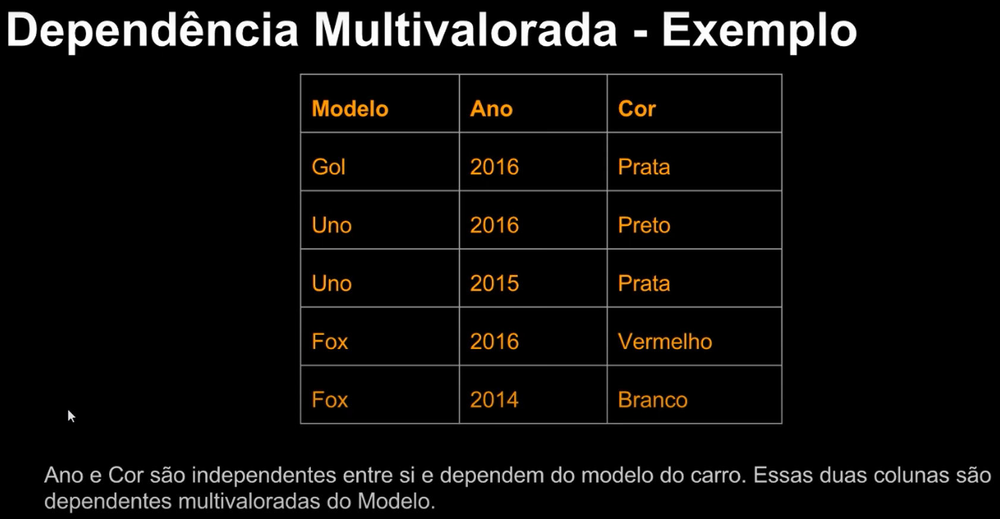 Dependência Multivalorada - Exemplo
Modelo Ano Cor
Gol 2016 Prata
Uno 2016 Preto
Uno 2015 Prata
Fox 2016 Vermelho
Fox 2014 Branco
Ano e Cor são independentes entre si e dependem do modelo do carro. Essas duas colunas são
dependentes multivaloradas do Modelo.